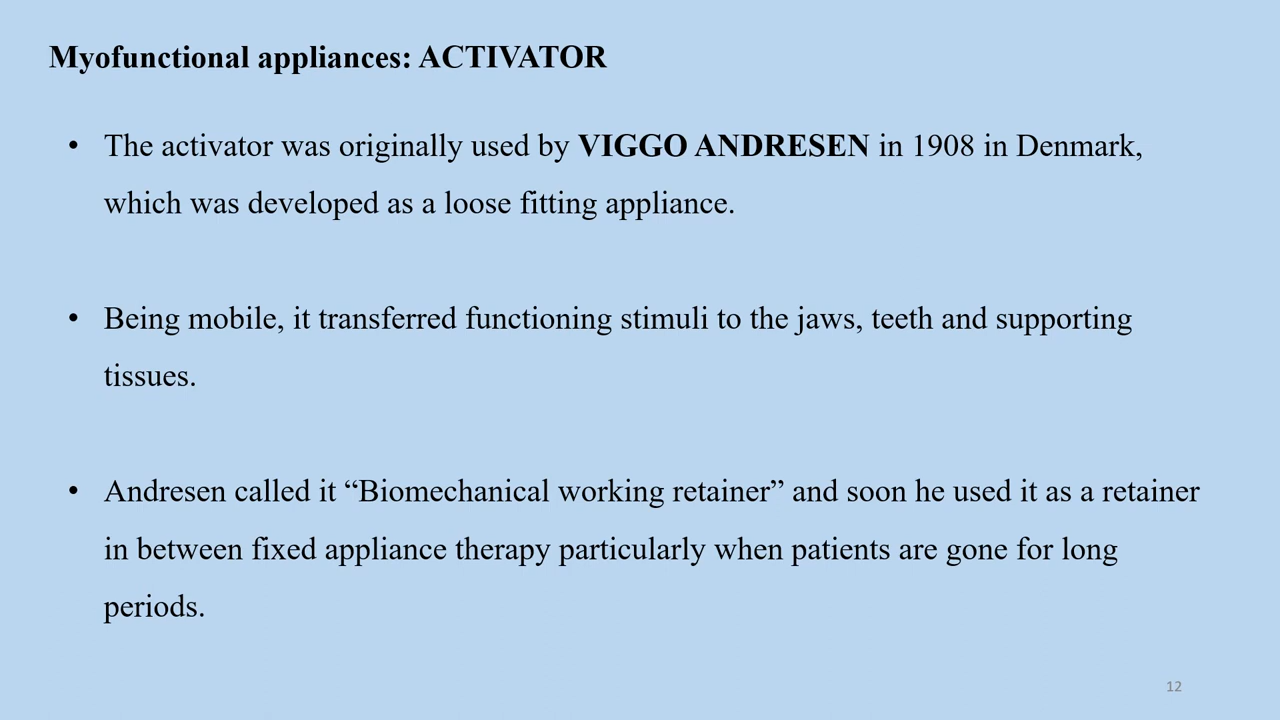 Myofunctional appliances: ACTIVATOR
• The activator was originally used by VIGGO ANDRESEN in 1908 in Denmark,
which was developed as a loose fitting appliance.
• Being mobile, it transferred functioning stimuli to the jaws, teeth and supporting
tissues.
• Andresen called it “Biomechanical working retainer” and soon he used it as a retainer
in between fixed appliance therapy particularly when patients are gone for long
periods.
12